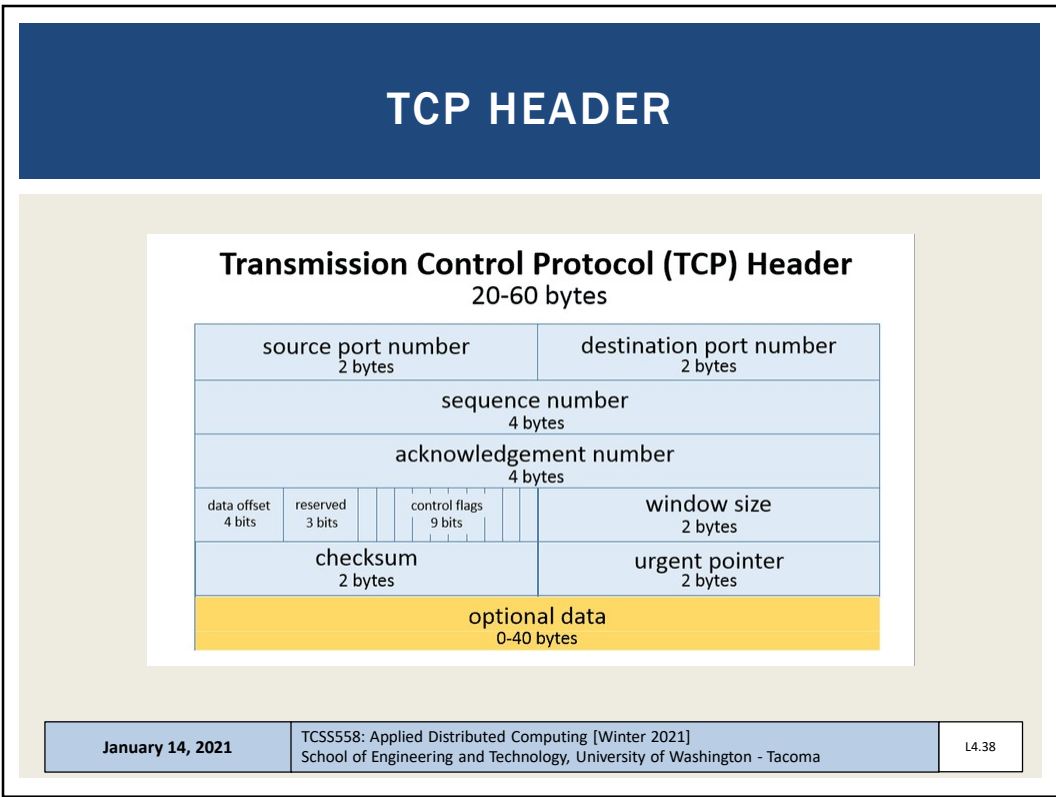 TCP HEADER
Transmission Control Protocol (TCP) Header
20-60 bytes
source port number
2 bytes
destination port number
2 bytes
sequence number
4 bytes
acknowledgement number
4 bytes
data offset
4 bits
reserved
3 bits
control flags
9 bits
window size
2 bytes
checksum
2 bytes
urgent pointer
2 bytes
optional data
0-40 bytes
January 14, 2021
TCSS558: Applied Distributed Computing [Winter 2021]
School of Engineering and Technology, University of Washington - Tacoma
L4.38